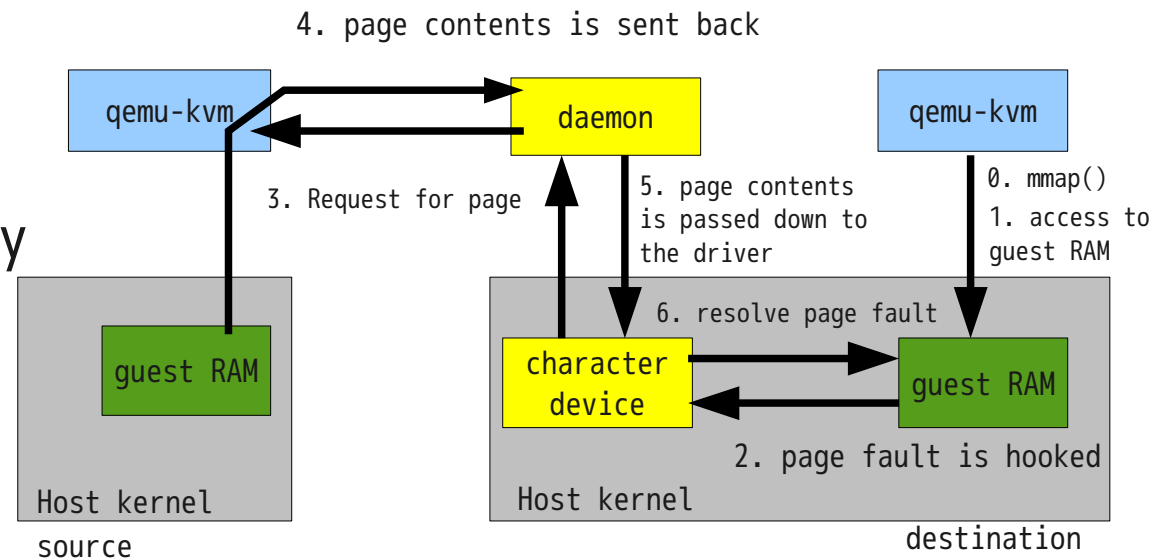 4. page contents is sent back
qemu-kvm
daemon
qemu-kvm
3. Request for page
5. page contents
is passed down to
the driver
0. mmap()
1. access to
guest RAM
y
6. resolve page fault
guest RAM
character
device
guest RAM
2. page fault is hooked
Host kernel
Host kernel
source
destination